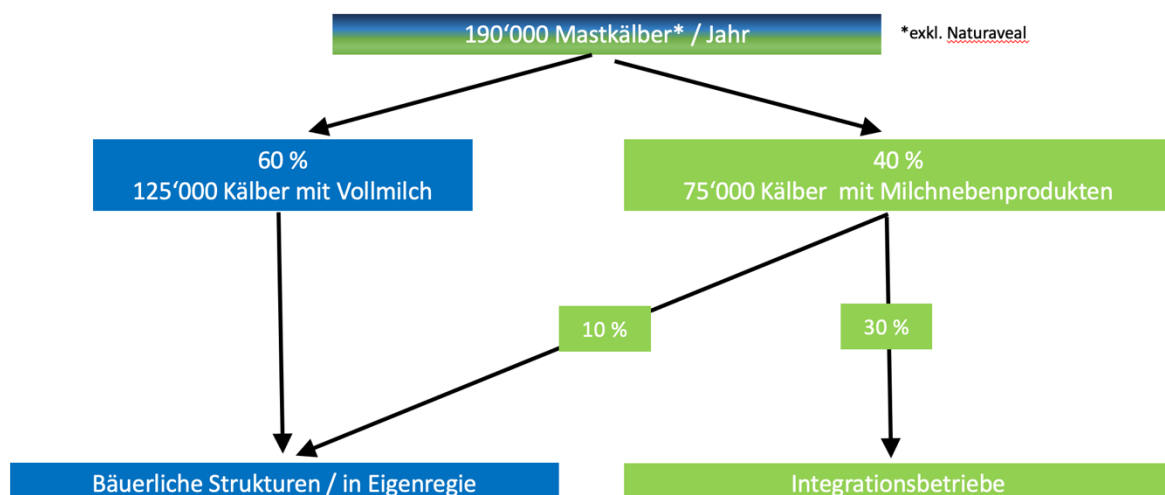 190‘000 Mastkälber* / Jahr
*exkl. Naturaveal
60 %
125‘000 Kälber mit Vollmilch
40 %
75‘000 Kälber mit Milchnebenprodukten
10 %
30 %
Bäuerliche Strukturen / in Eigenregie
Integrationsbetriebe